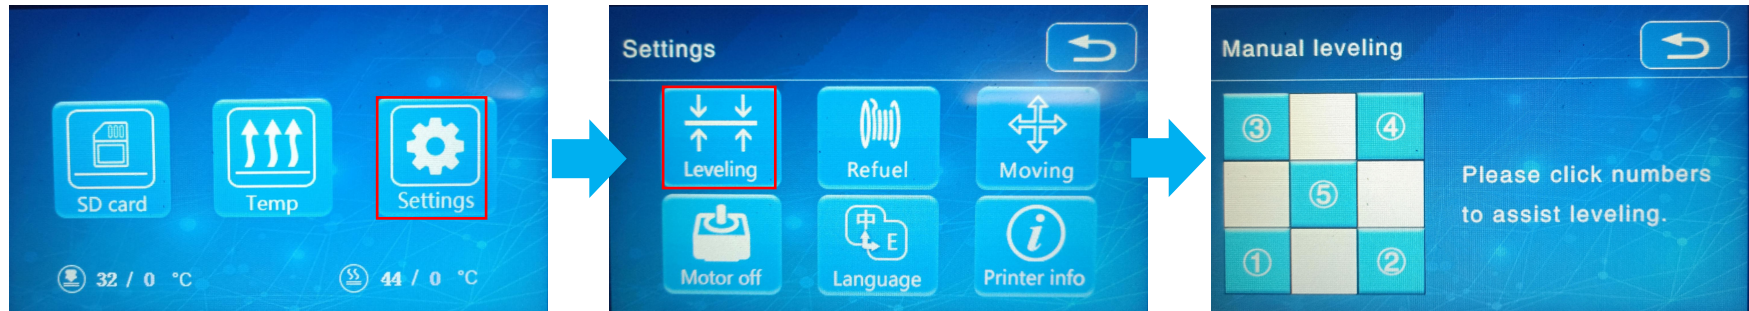 SD card
Temp
Settings
32 / 0 °C
44 / 0 °C
Settings
Leveling
Refuel
Moving
Motor off
中
E
Language
i
Printer info
Manual leveling
③
④
⑤
①
②
Please click numbers
to assist leveling.